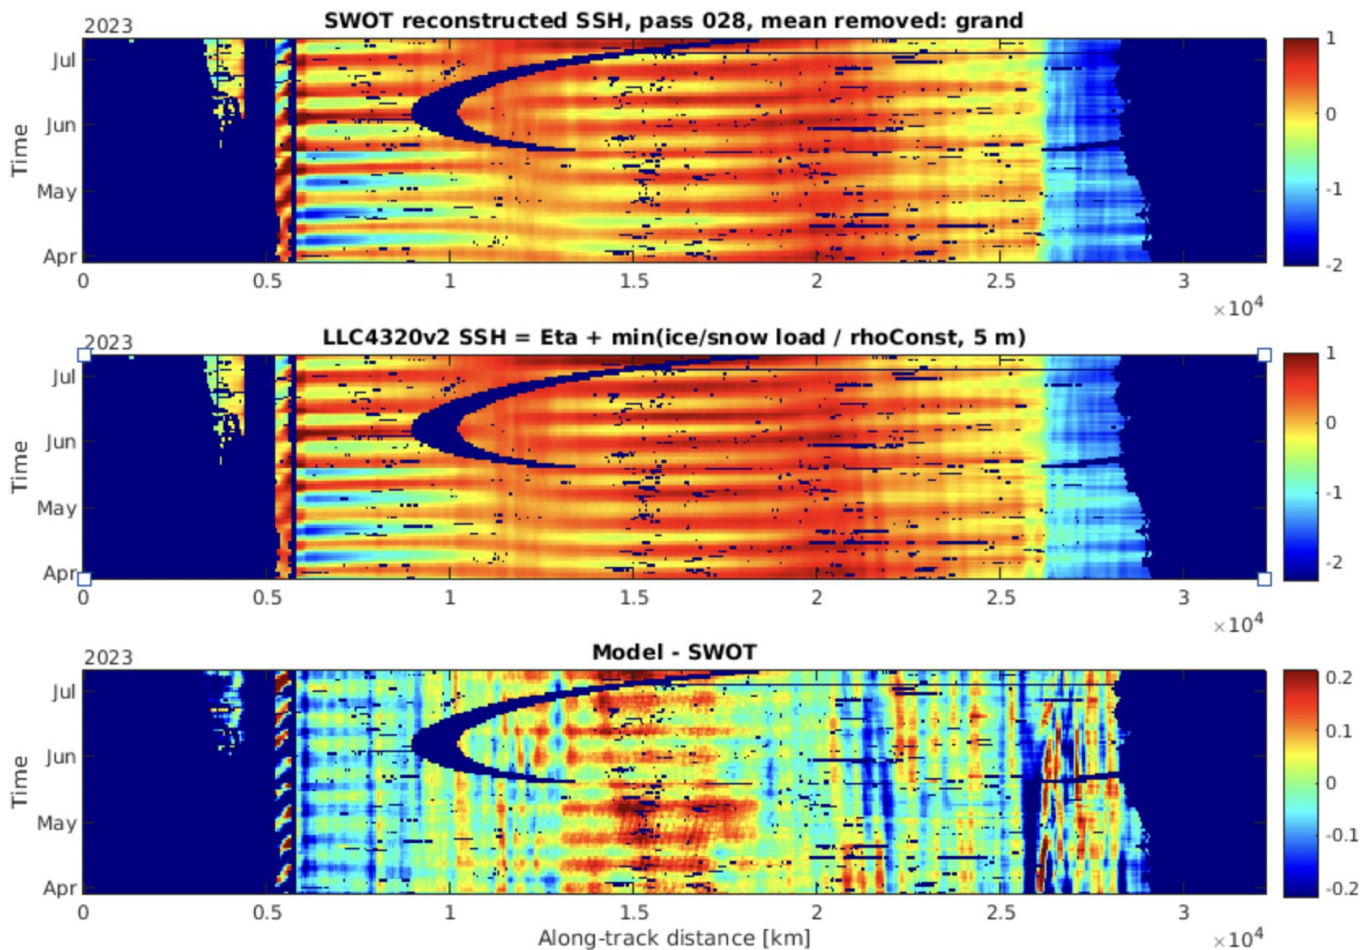 SWOT reconstructed SSH, pass 028, mean removed: grand
2023
Jul
Jun
May
Apr
Time
0 0.5 1 1.5 2 2.5 3
×10⁴
1
0
-1
-2
LLC4320v2 SSH = Eta + min(ice/snow load / rhoConst, 5 m)
2023
Jul
Jun
May
Apr
Time
0 0.5 1 1.5 2 2.5 3
×10⁴
1
0
-1
-2
Model - SWOT
2023
Jul
Jun
May
Apr
Time
0 0.5 1 1.5 2 2.5 3
×10⁴
Along-track distance [km]
0.2
0.1
0
-0.1
-0.2